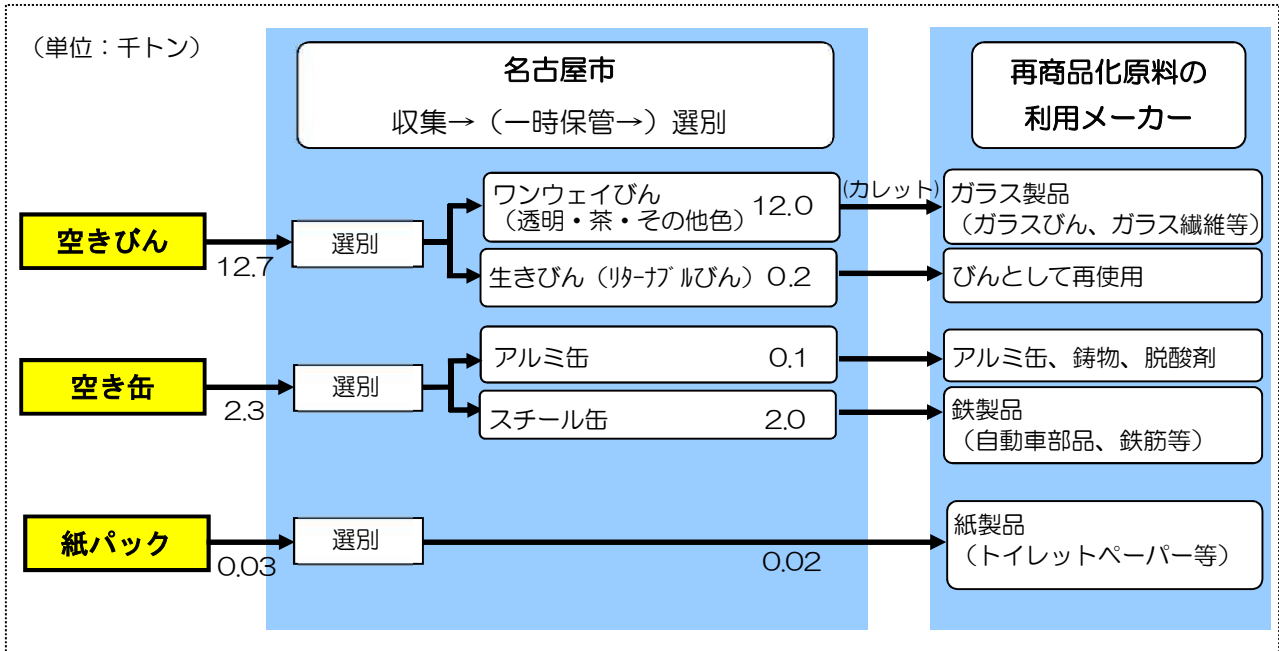 （単位：千トン）
名古屋市
収集→（一時保管→）選別
再商品化原料の
利用メーカー
空きびん
12.7
選別
ワンウェイびん
（透明・茶・その他色）
12.0
(カレット)
ガラス製品
（ガラスびん、ガラス繊維等）
生きびん（ﾘﾀｰﾅﾌﾞﾙびん）0.2
びんとして再使用
空き缶
2.3
選別
アルミ缶 0.1
アルミ缶、鋳物、脱酸剤
スチール缶 2.0
鉄製品
（自動車部品、鉄筋等）
紙パック
0.03
選別
0.02
紙製品
（トイレットペーパー等）